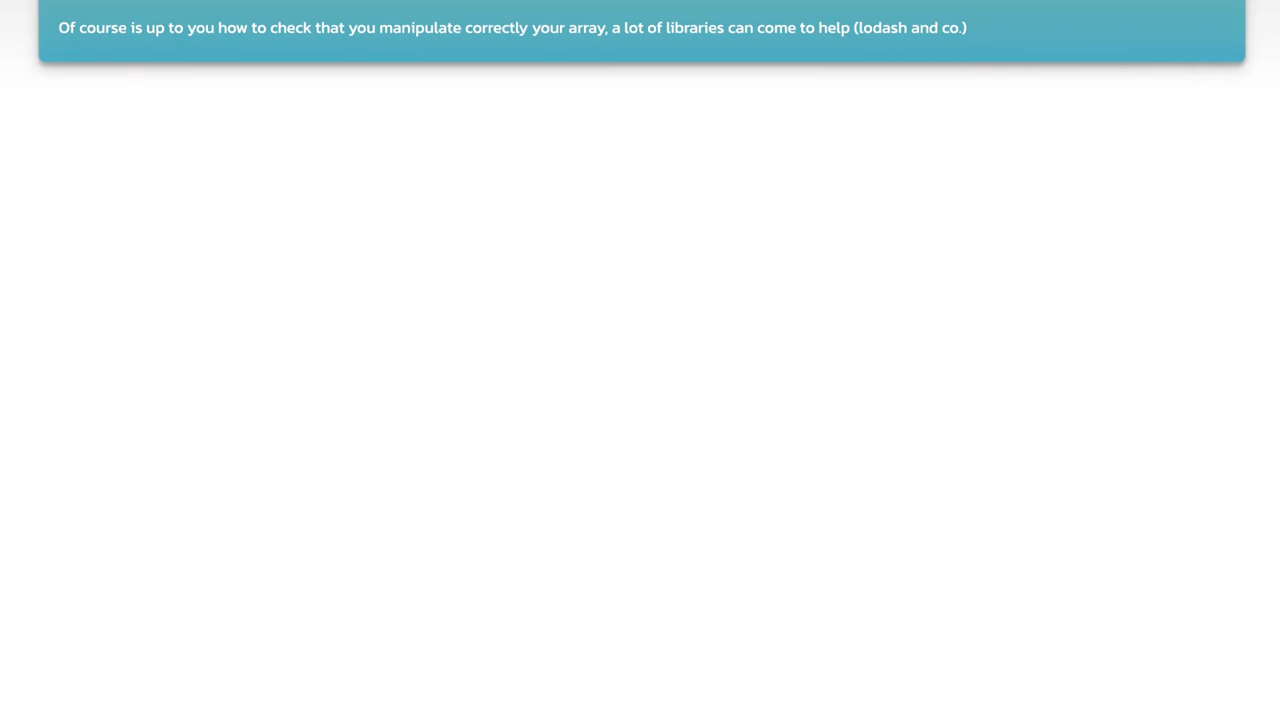 Of course is up to you how to check that you manipulate correctly your array, a lot of libraries can come to help (lodash and co.)